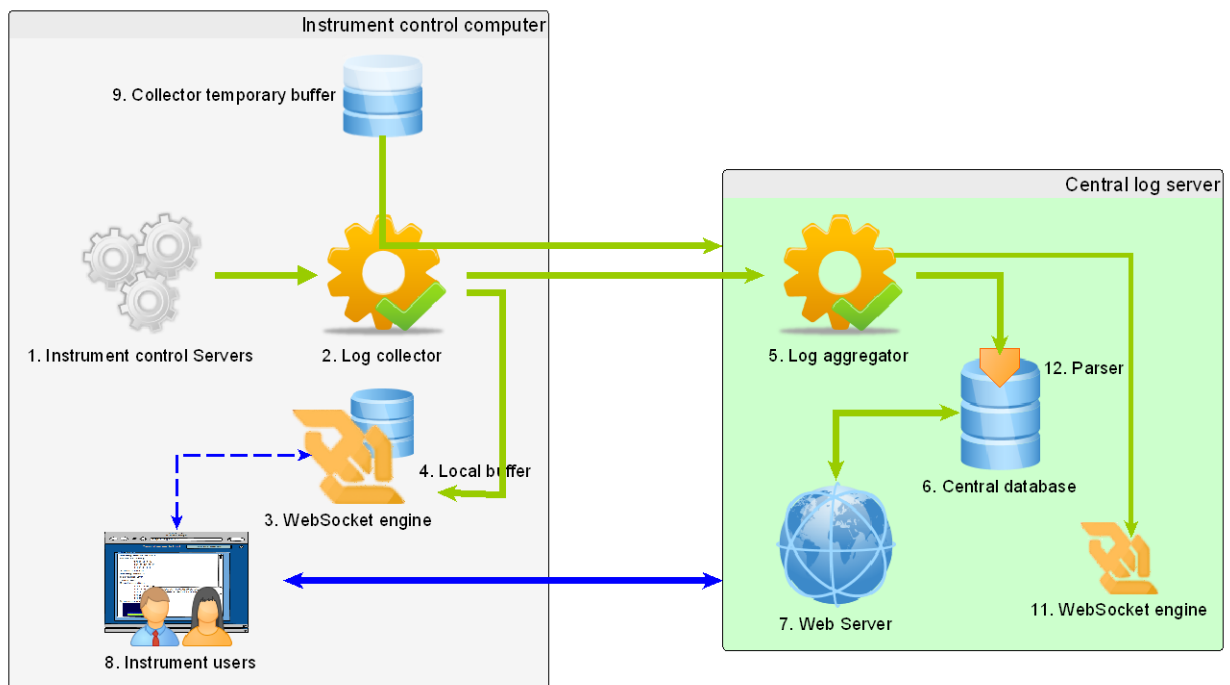 Instrument control computer
9. Collector temporary buffer
Central log server
1. Instrument control Servers
2. Log collector
5. Log aggregator
12. Parser
4. Local buffer
3. WebSocket engine
6. Central database
11. WebSocket engine
7. Web Server
8. Instrument users